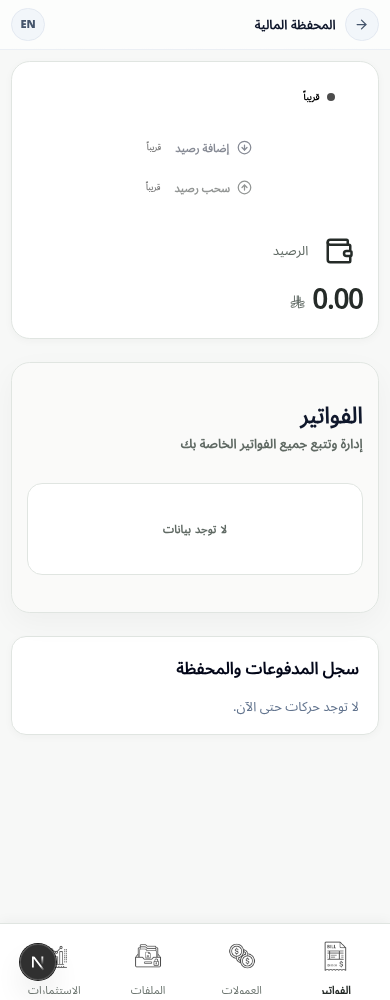 المحفظة المالية
EN
قريباً
إضافة رصيد قريباً
سحب رصيد قريباً
الرصيد
0.00
الفواتير
إدارة وتتبع جميع الفواتير الخاصة بك
لا توجد بيانات
سجل المدفوعات والمحفظة
لا توجد حركات حتى الآن.
الفواتير
العمولات
الملفات
الاستثمارات
N